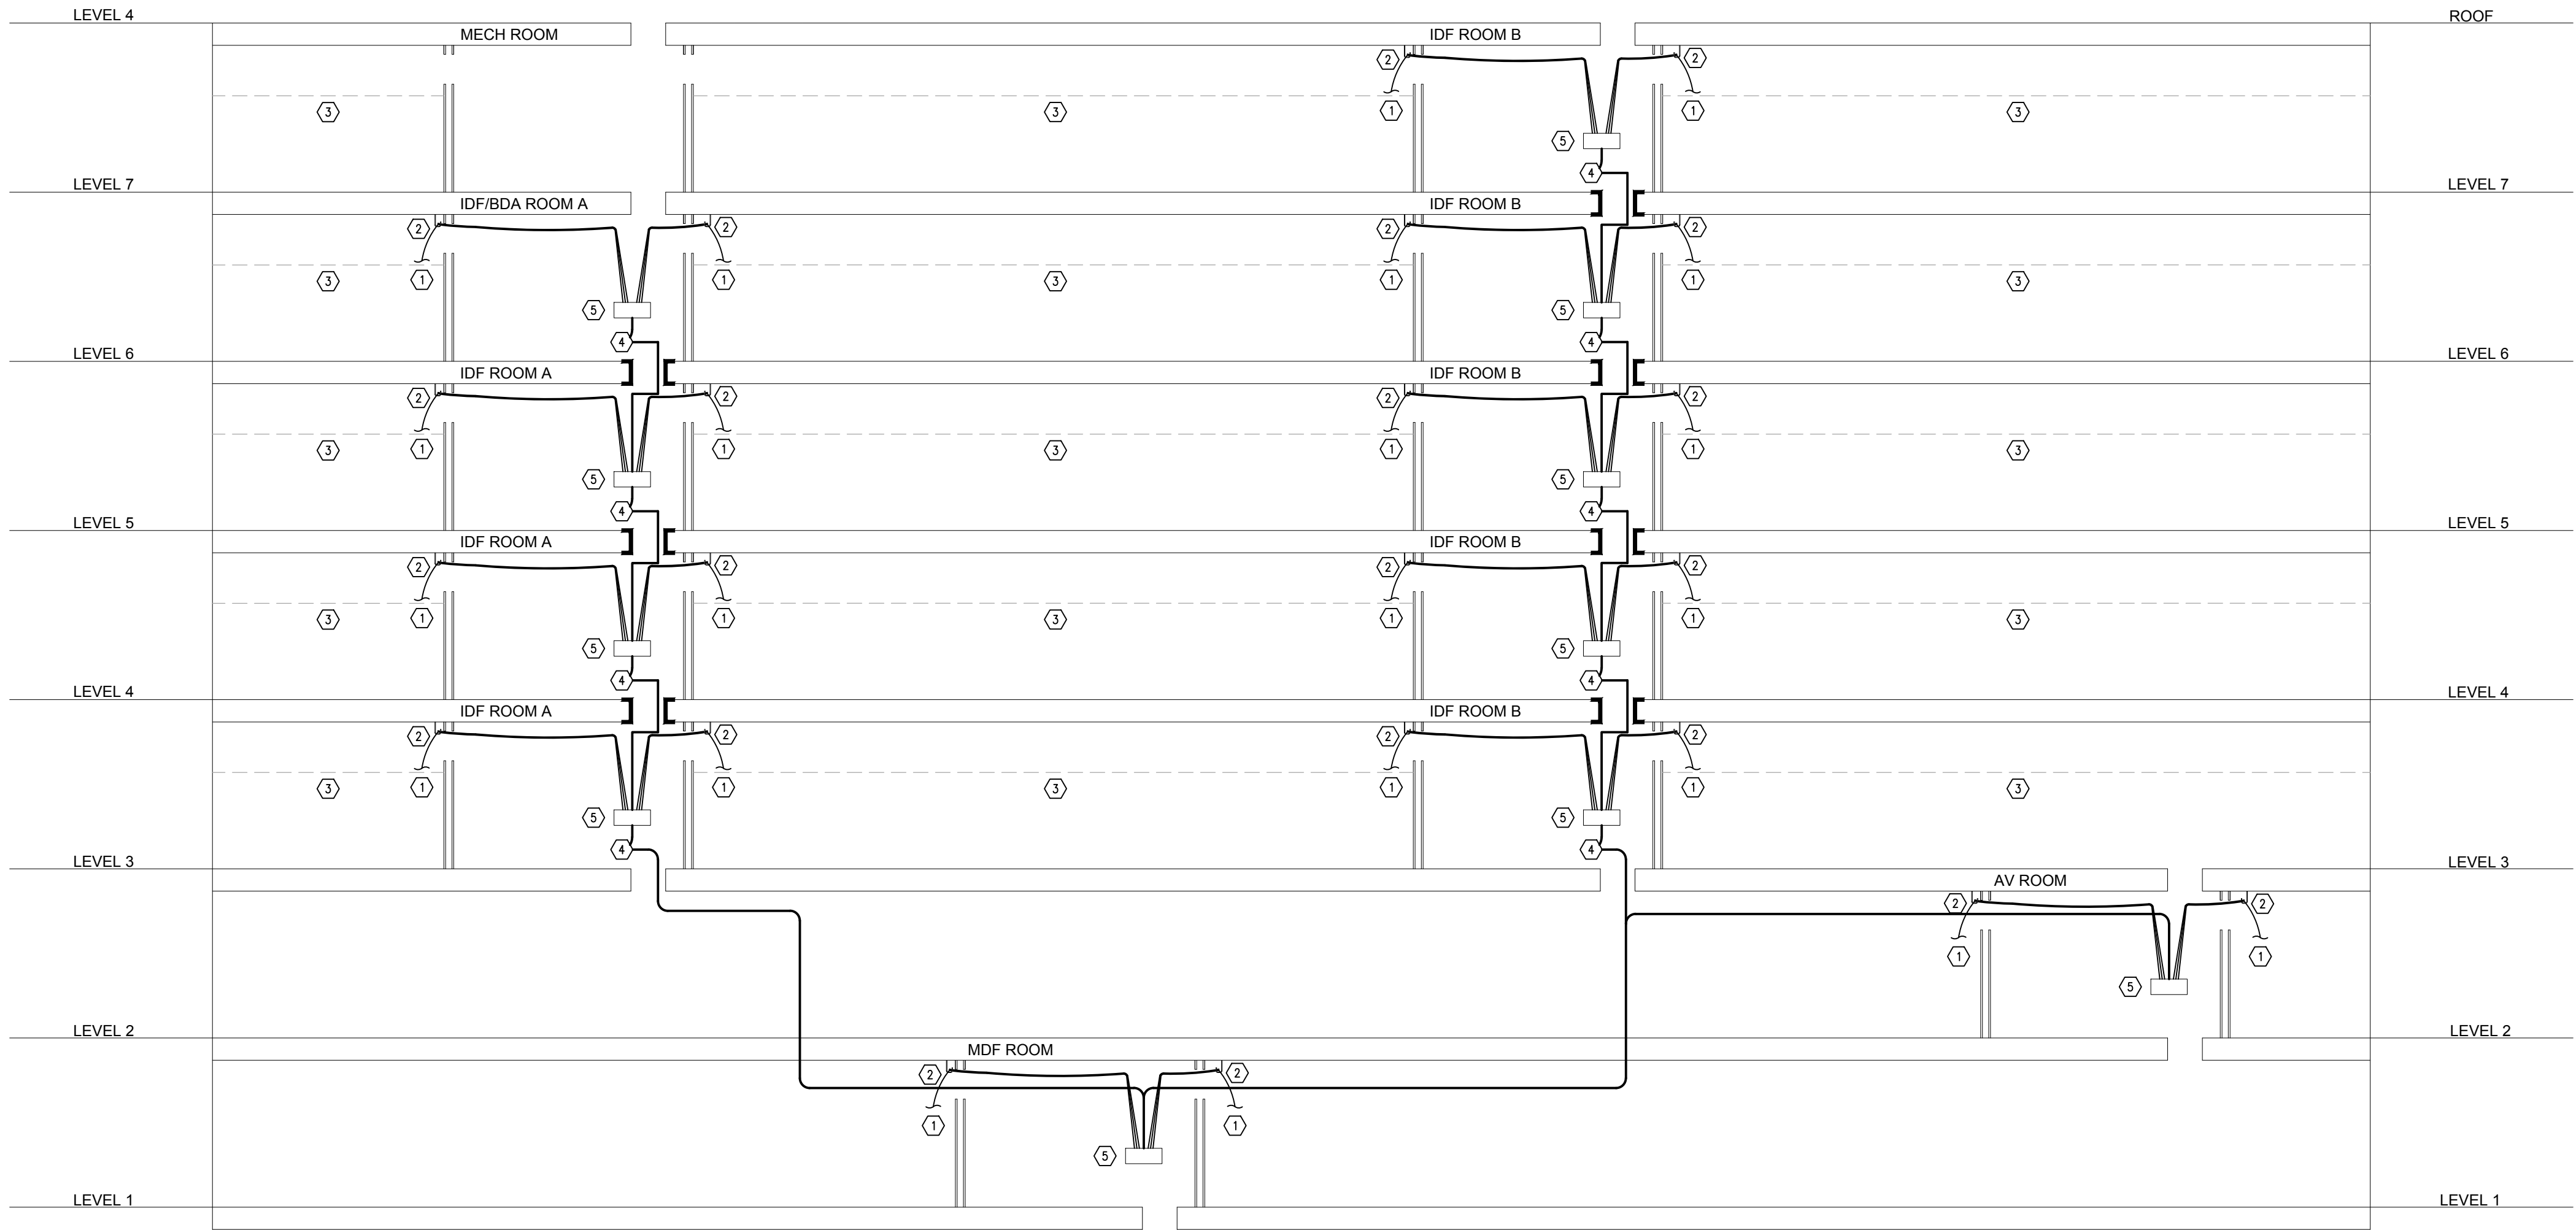 LEVEL 4 ROOF
MECH ROOM IDF ROOM B
2 2
3 1 3 1 3
5
4
LEVEL 7 LEVEL 7
IDF/BDA ROOM A IDF ROOM B
2 2 2 2
3 1 1 3 1 1 3
5 5
4 4
LEVEL 6 LEVEL 6
IDF ROOM A IDF ROOM B
2 2 2 2
3 1 1 3 1 1 3
5 5
4 4
LEVEL 5 LEVEL 5
IDF ROOM A IDF ROOM B
2 2 2 2
3 1 1 3 1 1 3
5 5
4 4
LEVEL 4 LEVEL 4
IDF ROOM A IDF ROOM B
2 2 2 2
3 1 1 3 1 1 3
5 5
4 4
LEVEL 3 LEVEL 3
AV ROOM
2 2
1 1
5
LEVEL 2 LEVEL 2
MDF ROOM
2 2
1 1
5
LEVEL 1 LEVEL 1